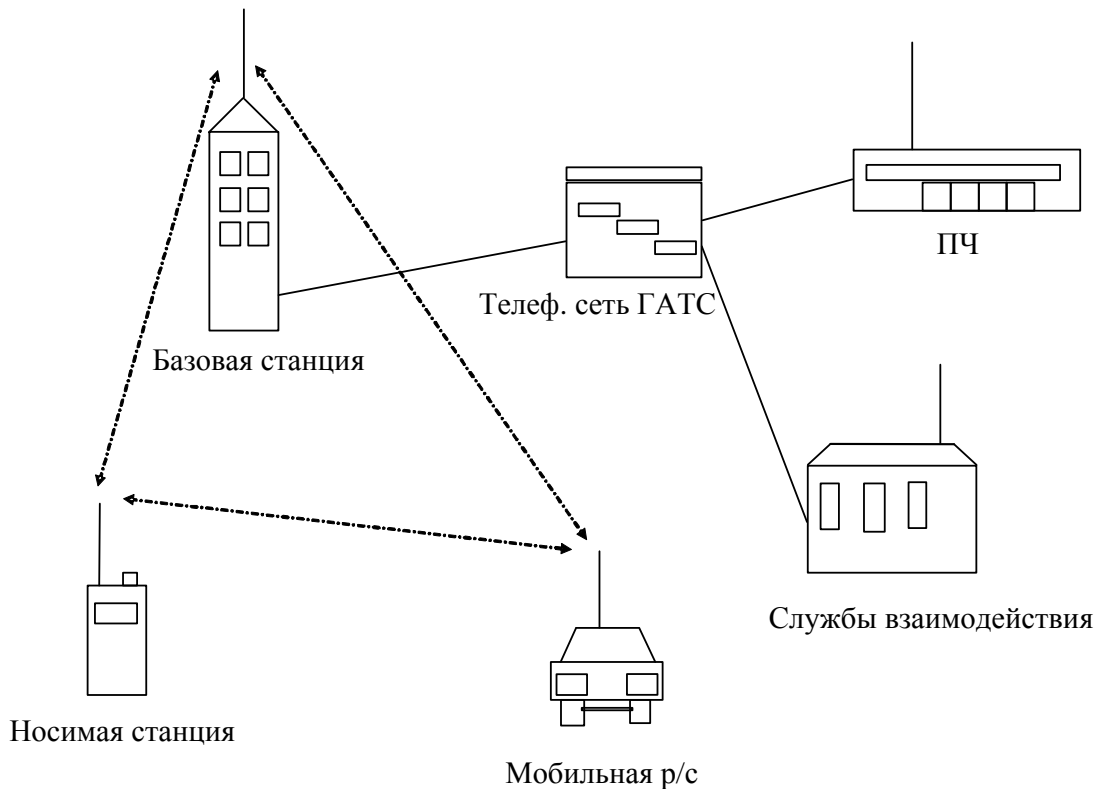 ПЧ
Телеф. сеть ГАТС
Базовая станция
Службы взаимодействия
Носимая станция
Мобильная р/с